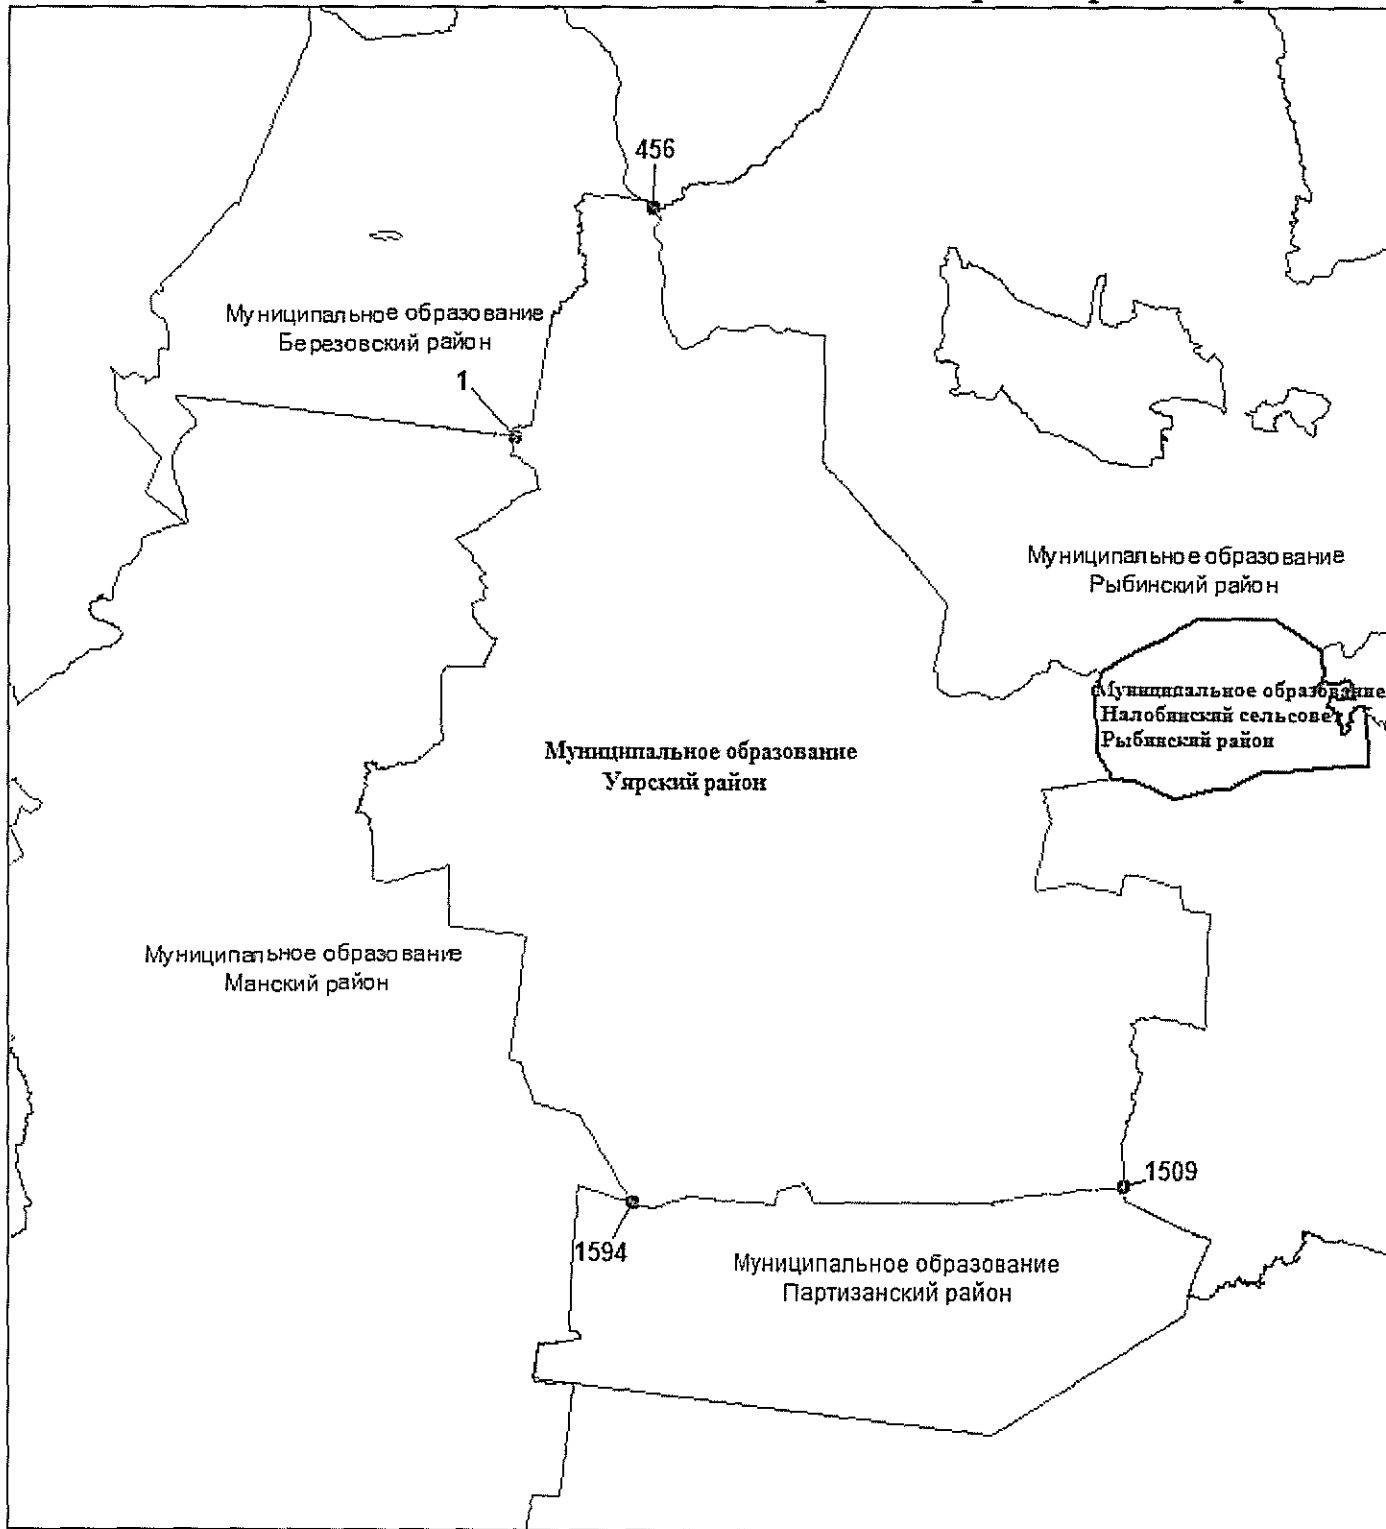 456
Муниципальное образование
Березовский район
1
Муниципальное образование
Рыбинский район
Муниципальное образование
Налобинский сельсовет
Рыбинский район
Муниципальное образование
Уярский район
Муниципальное образование
Манский район
1509
1594
Муниципальное образование
Партизанский район